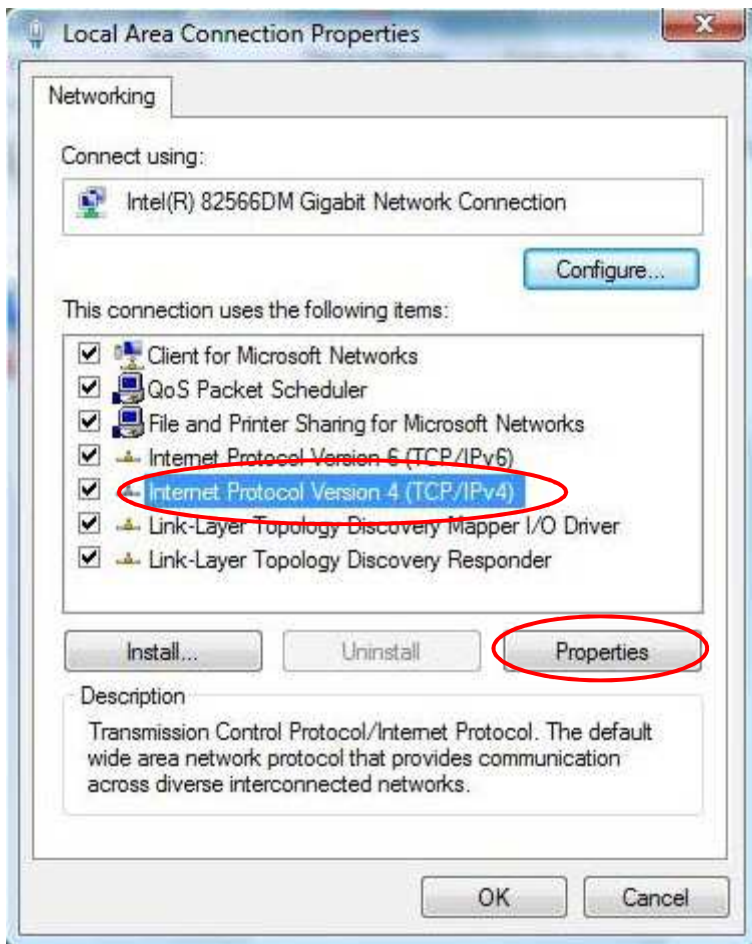 Local Area Connection Properties
Networking
Connect using:
Intel(R) 82566DM Gigabit Network Connection
Configure...
This connection uses the following items:
Client for Microsoft Networks
QoS Packet Scheduler
File and Printer Sharing for Microsoft Networks
Internet Protocol Version 6 (TCP/IPv6)
Internet Protocol Version 4 (TCP/IPv4)
Link-Layer Topology Discovery Mapper I/O Driver
Link-Layer Topology Discovery Responder
Install... Uninstall Properties
Description
Transmission Control Protocol/Internet Protocol. The default
wide area network protocol that provides communication
across diverse interconnected networks.
OK Cancel